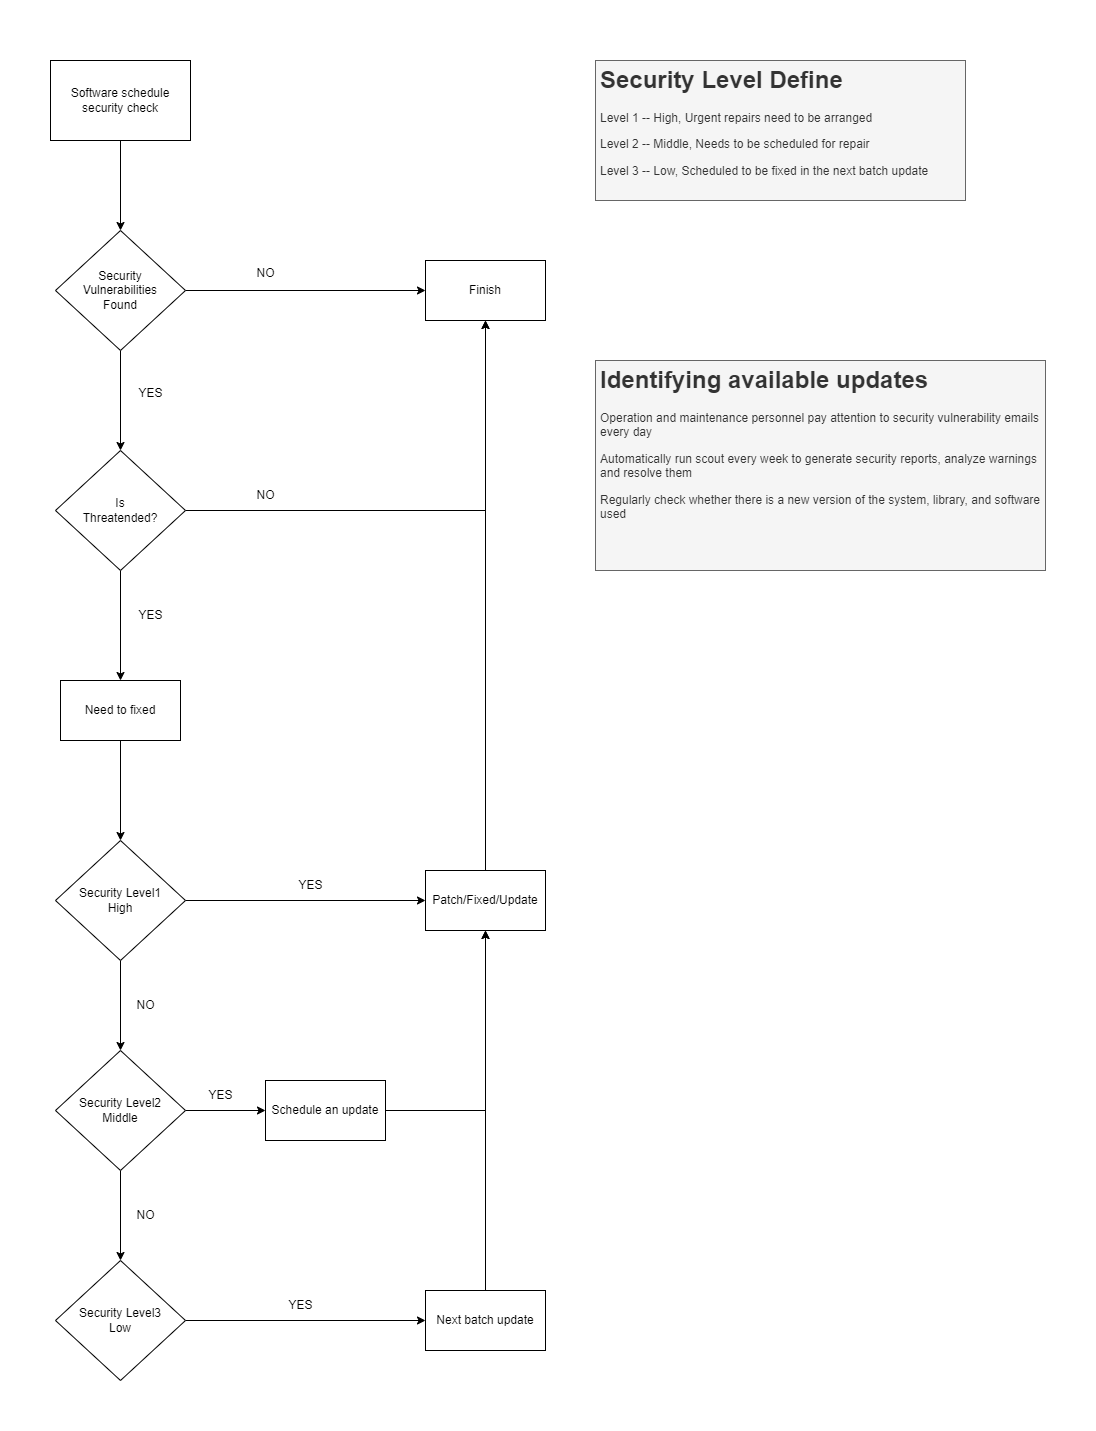 Software schedule
security check
Security Level Define
Level 1 -- High, Urgent repairs need to be arranged
Level 2 -- Middle, Needs to be scheduled for repair
Level 3 -- Low, Scheduled to be fixed in the next batch update
Security
Vulnerabilities
Found
NO
Finish
YES
Identifying available updates
Operation and maintenance personnel pay attention to security vulnerability emails
every day
Automatically run scout every week to generate security reports, analyze warnings
and resolve them
Regularly check whether there is a new version of the system, library, and software
used
Is
Threatended?
NO
YES
Need to fixed
Security Level1
High
YES
Patch/Fixed/Update
NO
Security Level2
Middle
YES
Schedule an update
NO
Security Level3
Low
YES
Next batch update